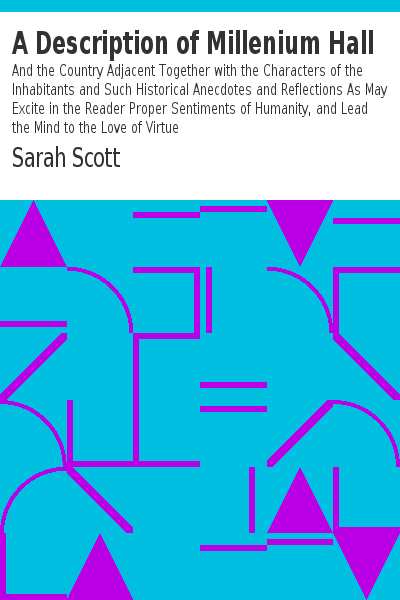 A Description of Millenium Hall
And the Country Adjacent Together with the Characters of the
Inhabitants and Such Historical Anecdotes and Reflections As May
Excite in the Reader Proper Sentiments of Humanity, and Lead
the Mind to the Love of Virtue
Sarah Scott